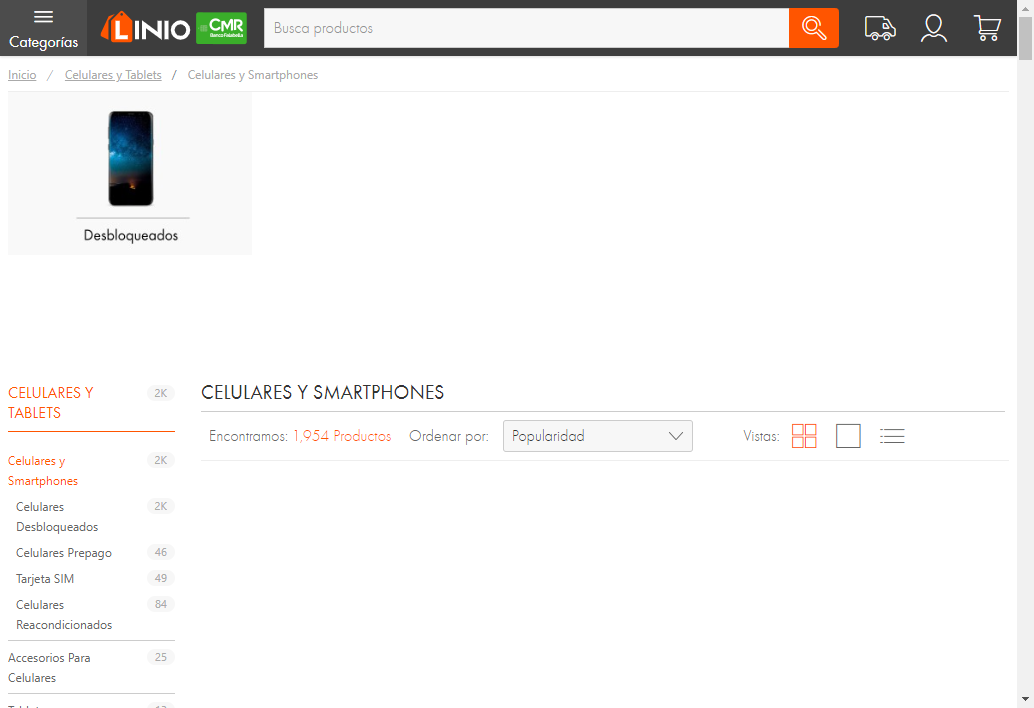 Categorías
LINIO
CMR
Banco Falabella
Busca productos
Inicio / Celulares y Tablets / Celulares y Smartphones
Desbloqueados
CELULARES Y TABLETS 2K
Celulares y Smartphones 2K
Celulares Desbloqueados 2K
Celulares Prepago 46
Tarjeta SIM 49
Celulares Reacondicionados 84
Accesorios Para Celulares 25
CELULARES Y SMARTPHONES
Encontramos: 1,954 Productos Ordenar por: Popularidad Vistas: